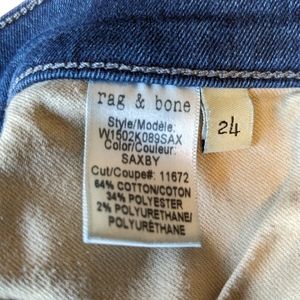 rag & bone
Style/Modèle:
W1502K089SAX
Color/Couleur:
SAXBY
Cut/Coupe#: 11672
64% COTTON/COTON
34% POLYESTER
2% POLYURETHANE/
POLYURÉTHANE
24